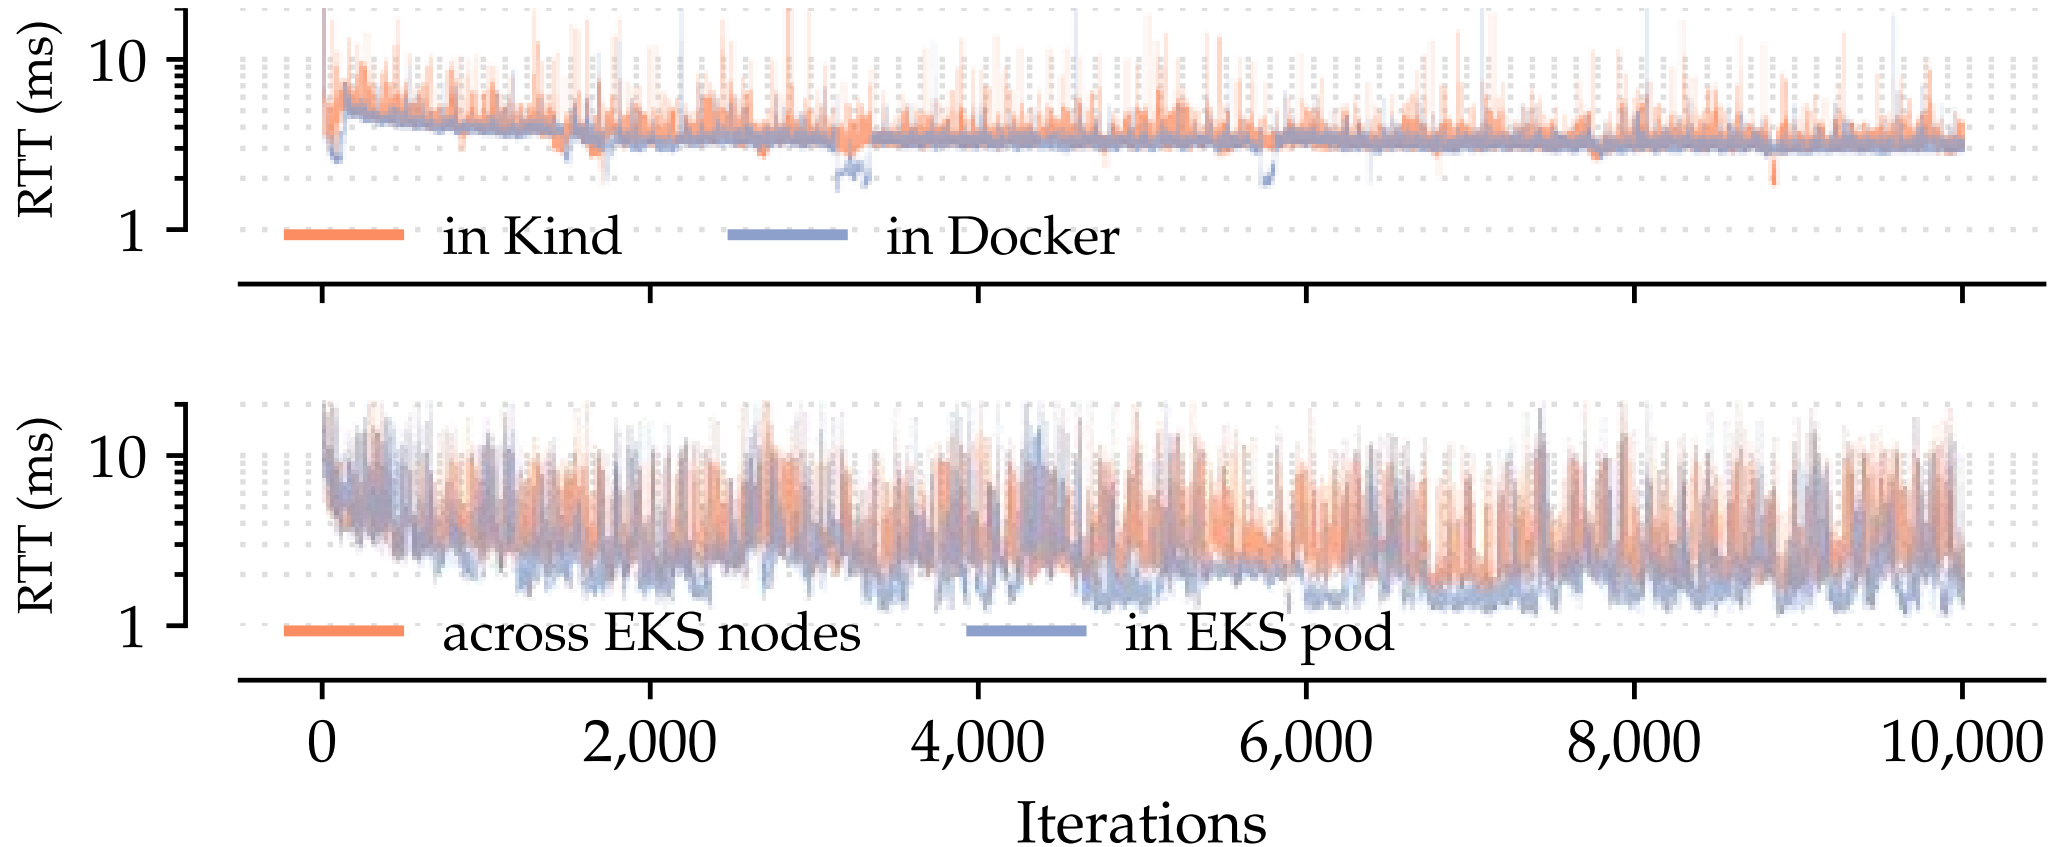 RTT (ms)
10
1
in Kind in Docker
RTT (ms)
10
1
across EKS nodes in EKS pod
0 2,000 4,000 6,000 8,000 10,000
Iterations